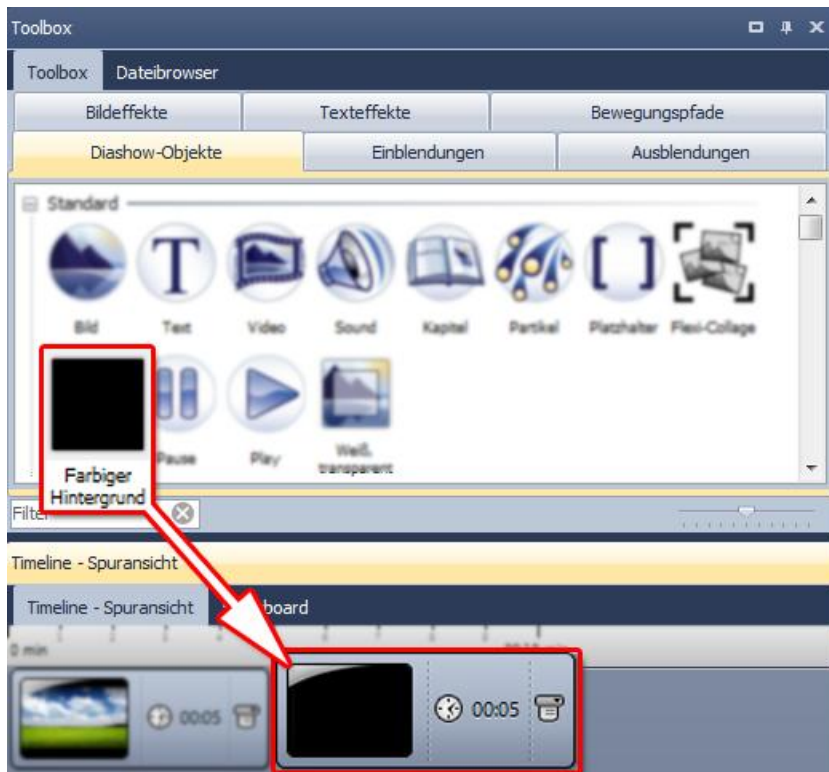 Toolbox
Toolbox Dateibrowser
Bildeffekte Texteffekte Bewegungspfade
Diashow-Objekte Einblendungen Ausblendungen
Standard
Bild Text Video Sound Kapitel Partikel Platzhalter Flexi-Collage
Farbiger Hintergrund
Pause Play Weiß, transparent
Filter
Timeline - Spuransicht
Timeline - Spuransicht board
0 min
00:05 00:05